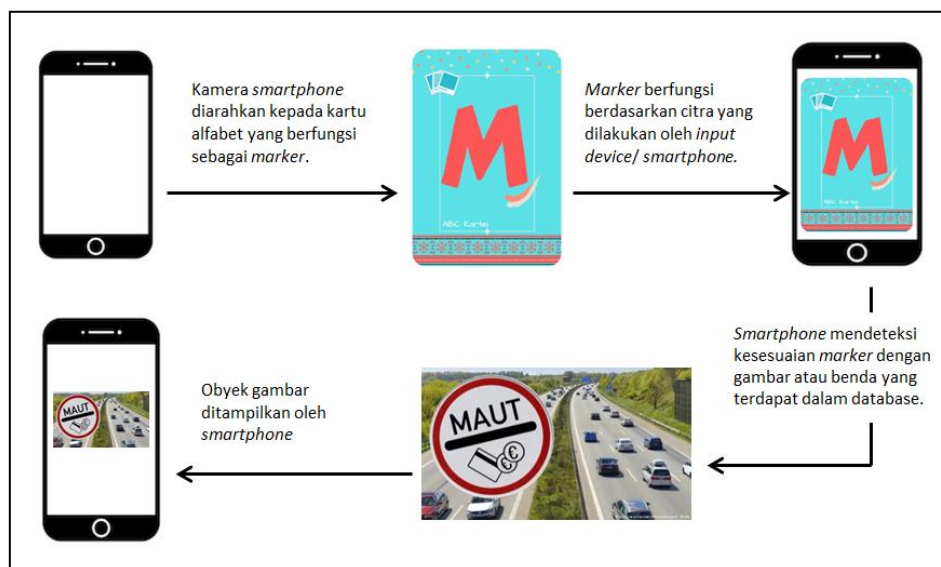 Kamera smartphone
diarahkan kepada kartu
alfabet yang berfungsi
sebagai marker.
M
ABC Kartei
Marker berfungsi
berdasarkan citra yang
dilakukan oleh input
device/ smartphone.
M
ABC Kartei
Smartphone mendeteksi
kesesuaian marker dengan
gambar atau benda yang
terdapat dalam database.
MAUT
€€
Obyek gambar
ditampilkan oleh
smartphone
MAUT